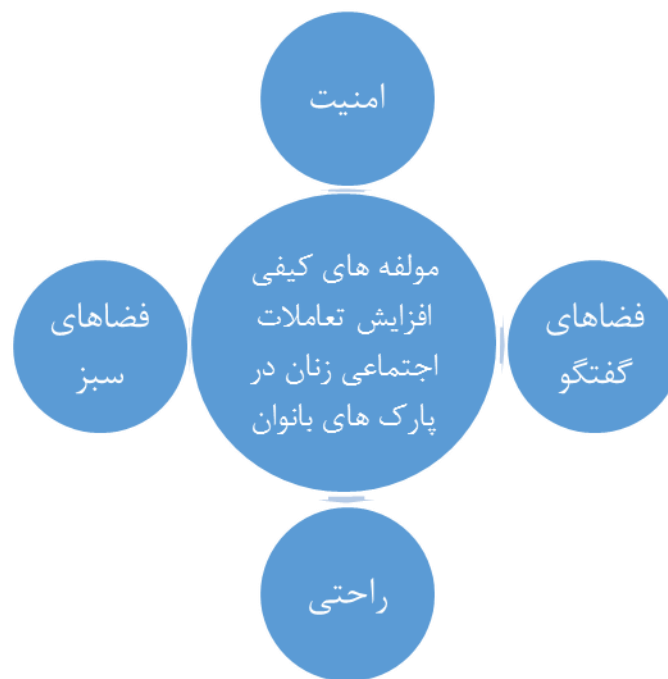 امنیت
مولفه های کیفی
افزایش تعاملات
اجتماعی زنان در
پارک های بانوان
فضاهای
گفتگو
فضاهای
سبز
راحتی